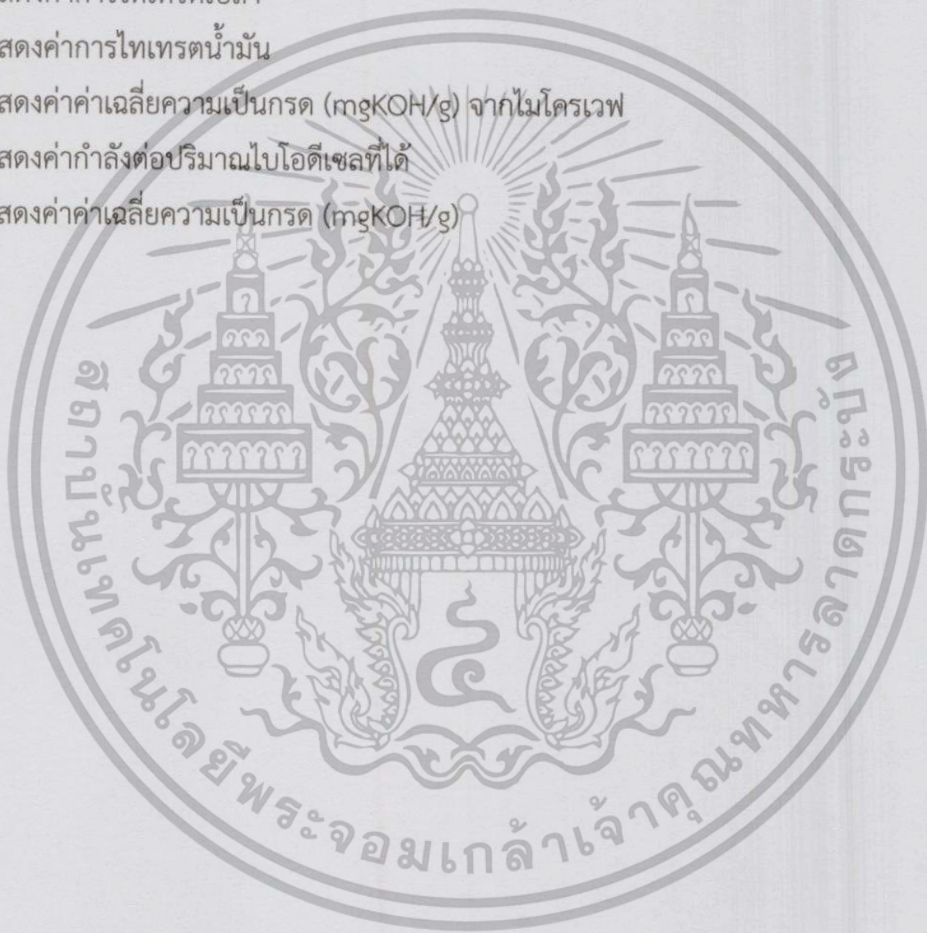 สดงค่าการไทเทรตน้ำมัน
สดงค่าค่าเฉลี่ยความเป็นกรด (mgKOH/g) จากไมโครเวฟ
สดงค่ากำลังต่อปริมาณไบโอดีเซลที่ได้
สดงค่าค่าเฉลี่ยความเป็นกรด (mgKOH/g)
สถาบันเทคโนโลยีพระจอมเกล้าเจ้าคุณทหารลาดกระบัง
๔